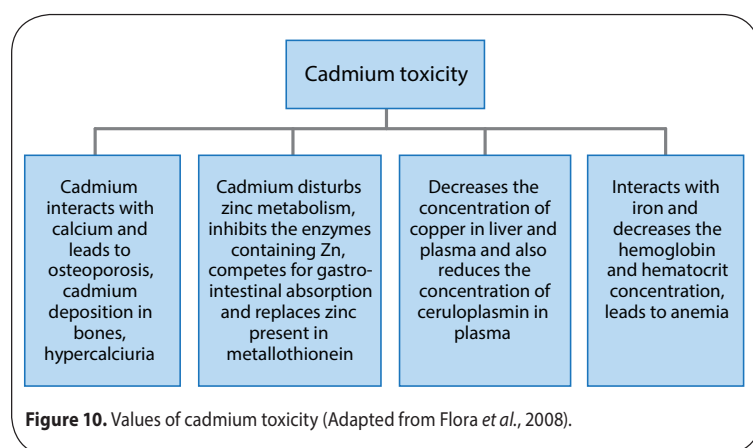 Cadmium toxicity
Cadmium
interacts with
calcium and
leads to
osteoporosis,
cadmium
deposition in
bones,
hypercalciuria
Cadmium disturbs
zinc metabolism,
inhibits the enzymes
containing Zn,
competes for gastro-
intestinal absorption
and replaces zinc
present in
metallothionein
Decreases the
concentration of
copper in liver and
plasma and also
reduces the
concentration of
ceruloplasmin in
plasma
Interacts with
iron and
decreases the
hemoglobin
and hematocrit
concentration,
leads to anemia
Figure 10. Values of cadmium toxicity (Adapted from Flora et al., 2008).